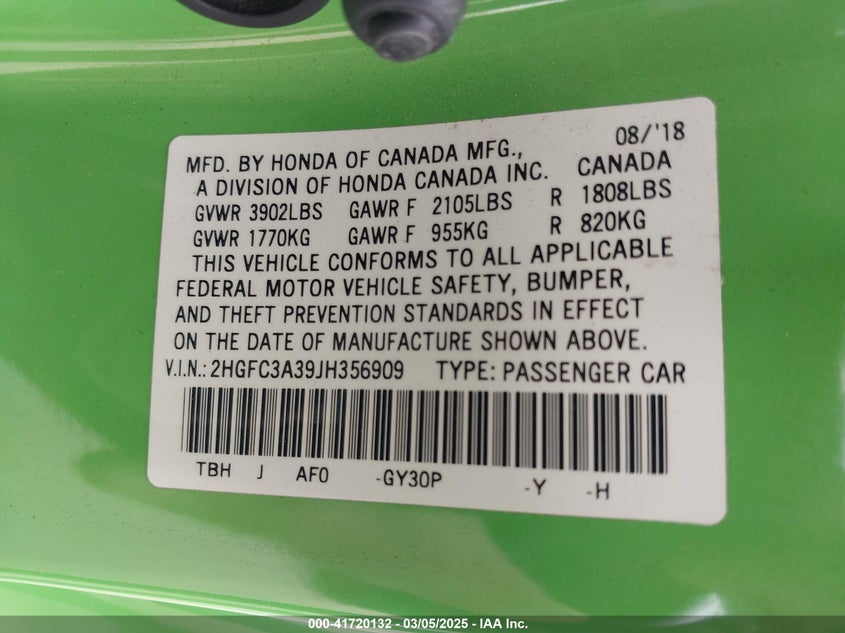 08/'18
MFD. BY HONDA OF CANADA MFG.,
A DIVISION OF HONDA CANADA INC. CANADA
GVWR 3902LBS GAWR F 2105LBS R 1808LBS
GVWR 1770KG GAWR F 955KG R 820KG
THIS VEHICLE CONFORMS TO ALL APPLICABLE
FEDERAL MOTOR VEHICLE SAFETY, BUMPER,
AND THEFT PREVENTION STANDARDS IN EFFECT
ON THE DATE OF MANUFACTURE SHOWN ABOVE.
V.I.N.: 2HGFC3A39JH356909 TYPE: PASSENGER CAR
TBH J AF0 -GY30P -Y -H
000-41720132 - 03/05/2025 - IAA Inc.